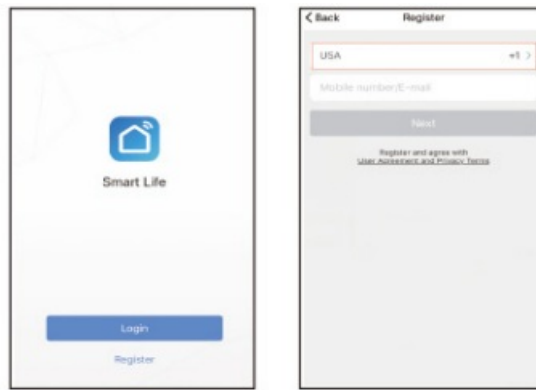 Smart Life
Login
Register
< Back Register
USA +1 >
Mobile number/E-mail
Next
Register and agree with
User Agreement and Privacy Terms